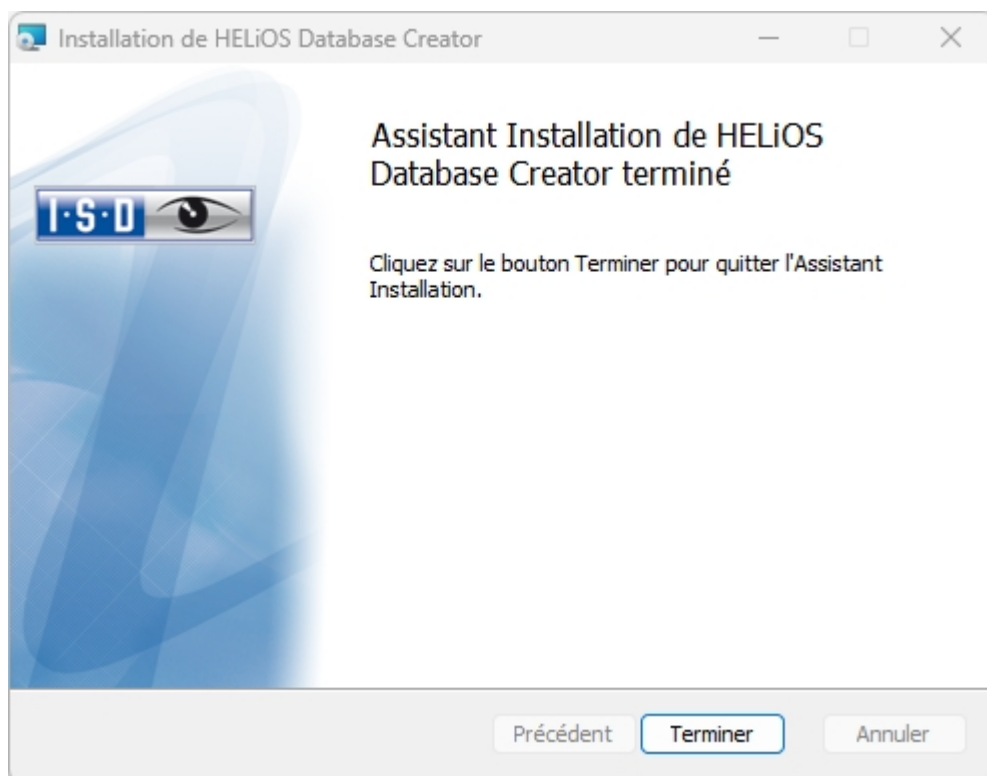 Installation de HELiOS Database Creator
Assistant Installation de HELiOS
Database Creator terminé
I·S·D
Cliquez sur le bouton Terminer pour quitter l'Assistant
Installation.
Précédent Terminer Annuler